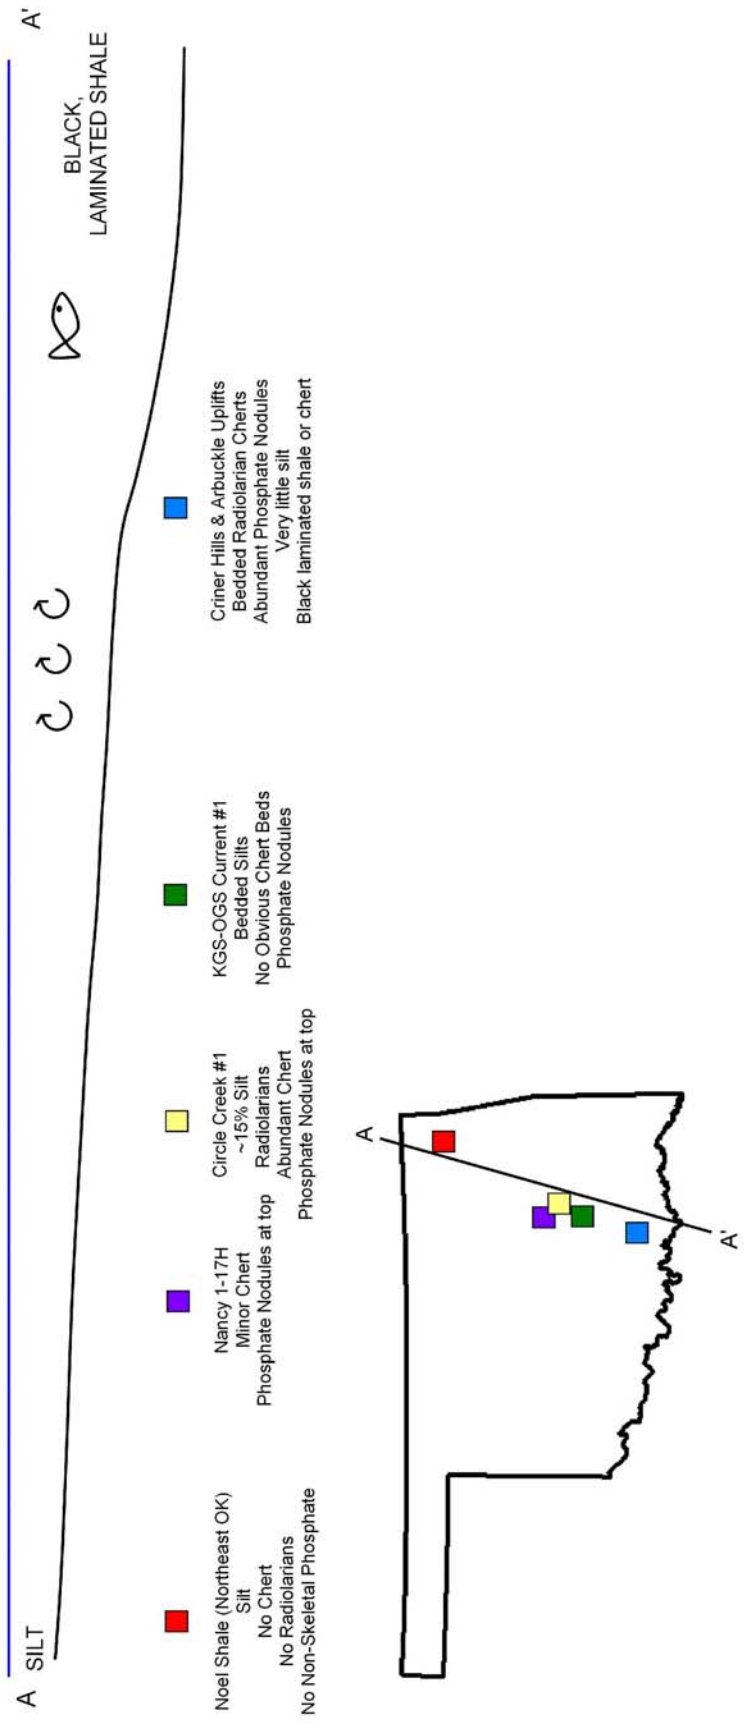 A
SILT
BLACK,
LAMINATED SHALE
A'
Noel Shale (Northeast OK)
Silt
No Chert
No Radiolarians
No Non-Skeletal Phosphate
Nancy 1-17H
Minor Chert
Phosphate Nodules at top
Circle Creek #1
~15% Silt
Radiolarians
Abundant Chert
Phosphate Nodules at top
KGS-OGS Current #1
Bedded Silts
No Obvious Chert Beds
Phosphate Nodules
Criner Hills & Arbuckle Uplifts
Bedded Radiolarian Cherts
Abundant Phosphate Nodules
Very little silt
Black laminated shale or chert
A
A'